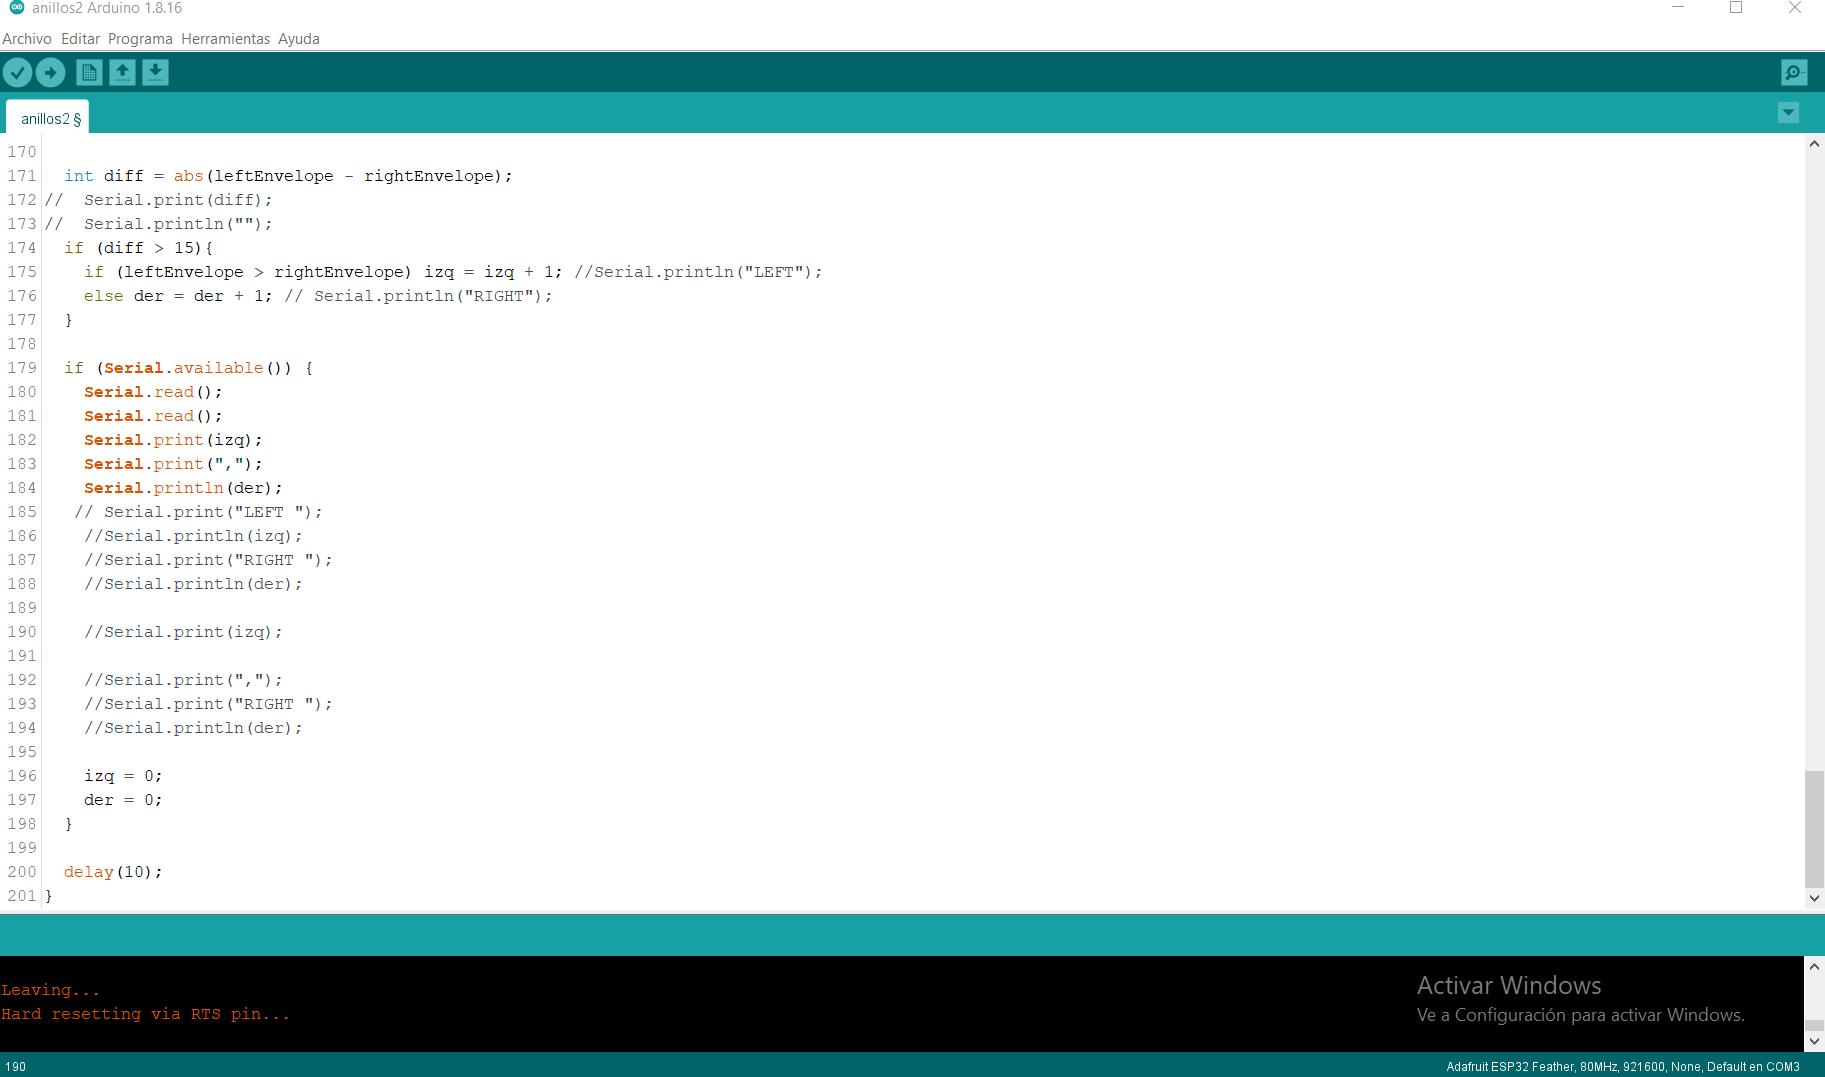 anillos2 Arduino 1.8.16
Archivo Editar Programa Herramientas Ayuda
anillos2 §
170
171 int diff = abs(leftEnvelope - rightEnvelope);
172 // Serial.print(diff);
173 // Serial.println("");
174 if (diff > 15){
175 if (leftEnvelope > rightEnvelope) izq = izq + 1; //Serial.println("LEFT");
176 else der = der + 1; // Serial.println("RIGHT");
177 }
178
179 if (Serial.available()) {
180 Serial.read();
181 Serial.read();
182 Serial.print(izq);
183 Serial.print(",");
184 Serial.println(der);
185 // Serial.print("LEFT ");
186 //Serial.println(izq);
187 //Serial.print("RIGHT ");
188 //Serial.println(der);
189
190 //Serial.print(izq);
191
192 //Serial.print(",");
193 //Serial.print("RIGHT ");
194 //Serial.println(der);
195
196 izq = 0;
197 der = 0;
198 }
199
200 delay(10);
201 }
Leaving...
Hard resetting via RTS pin...
Activar Windows
Ve a Configuración para activar Windows.
190
Adafruit ESP32 Feather, 80MHz, 921600, None, Default en COM3